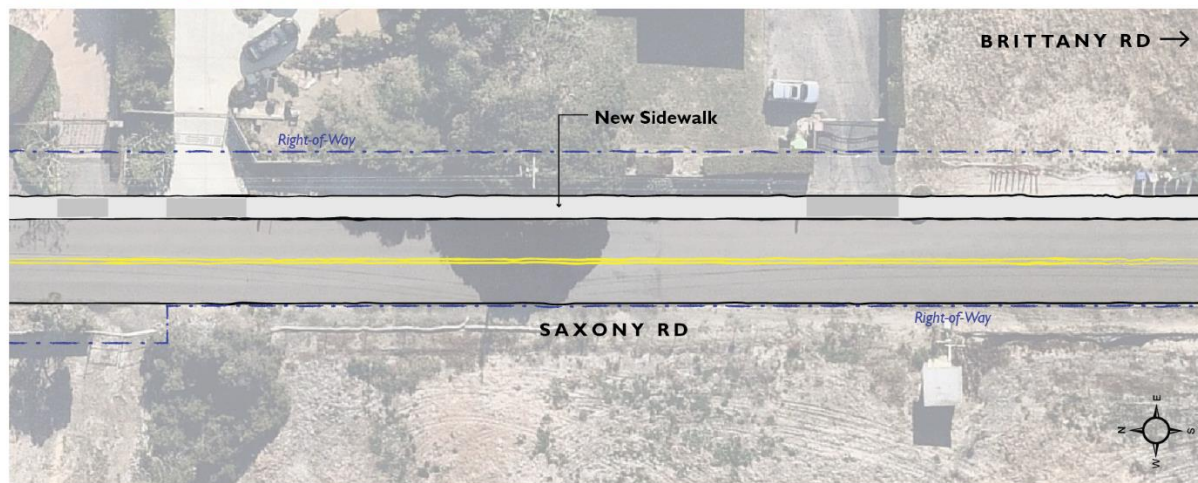 BRITTANY RD
New Sidewalk
Right-of-Way
Right-of-Way
SAXONY RD
E
N
S
W